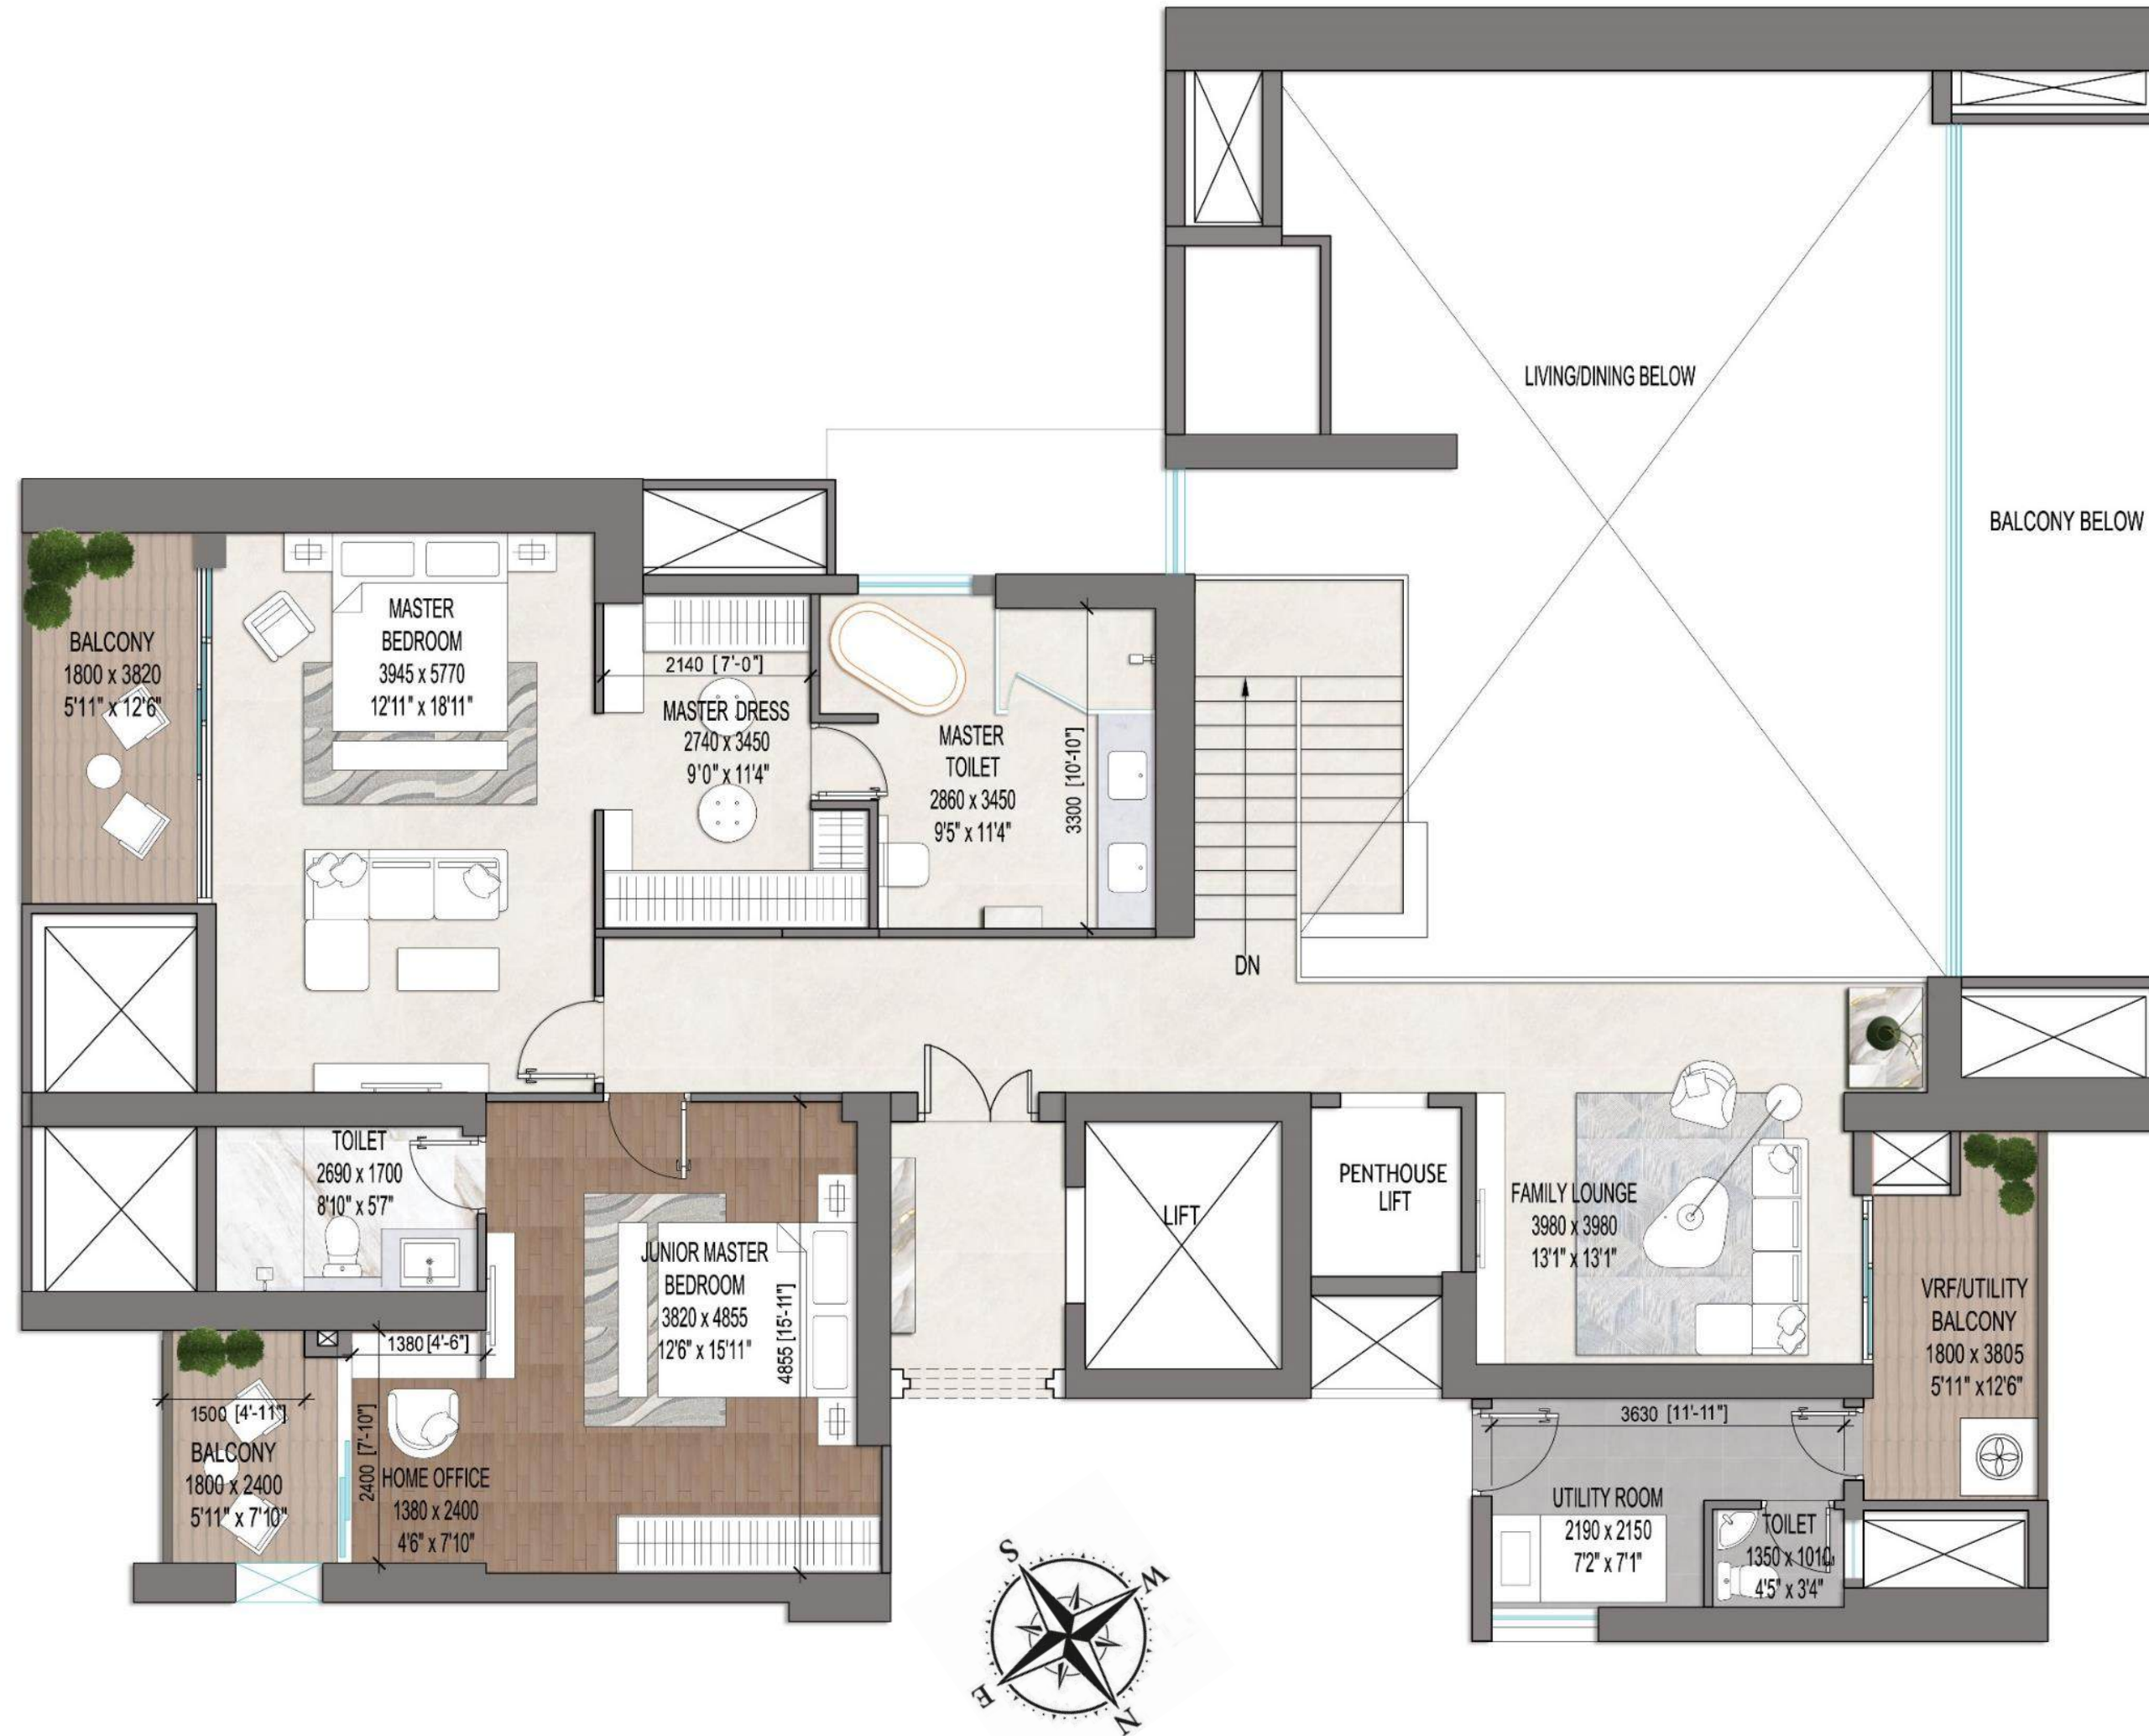 LIVING/DINING BELOW
BALCONY BELOW
BALCONY
1800 x 3820
5'11" x 12'6"
MASTER
BEDROOM
3945 x 5770
12'11" x 18'11"
2140 [7'-0"]
MASTER DRESS
2740 x 3450
9'0" x 11'4"
MASTER
TOILET
2860 x 3450
9'5" x 11'4"
3300 [10'-10"]
DN
TOILET
2690 x 1700
8'10" x 5'7"
JUNIOR MASTER
BEDROOM
3820 x 4855
12'6" x 15'11"
4855 [15'-11"]
LIFT
PENTHOUSE
LIFT
FAMILY LOUNGE
3980 x 3980
13'1" x 13'1"
VRF/UTILITY
BALCONY
1800 x 3805
5'11" x12'6"
1380 [4'-6"]
1500 [4'-11"]
BALCONY
1800 x 2400
5'11" x 7'10"
2400 [7'-10"]
HOME OFFICE
1380 x 2400
4'6" x 7'10"
3630 [11'-11"]
UTILITY ROOM
2190 x 2150
7'2" x 7'1"
TOILET
1350 x 1010
4'5" x 3'4"
S
W
E
N